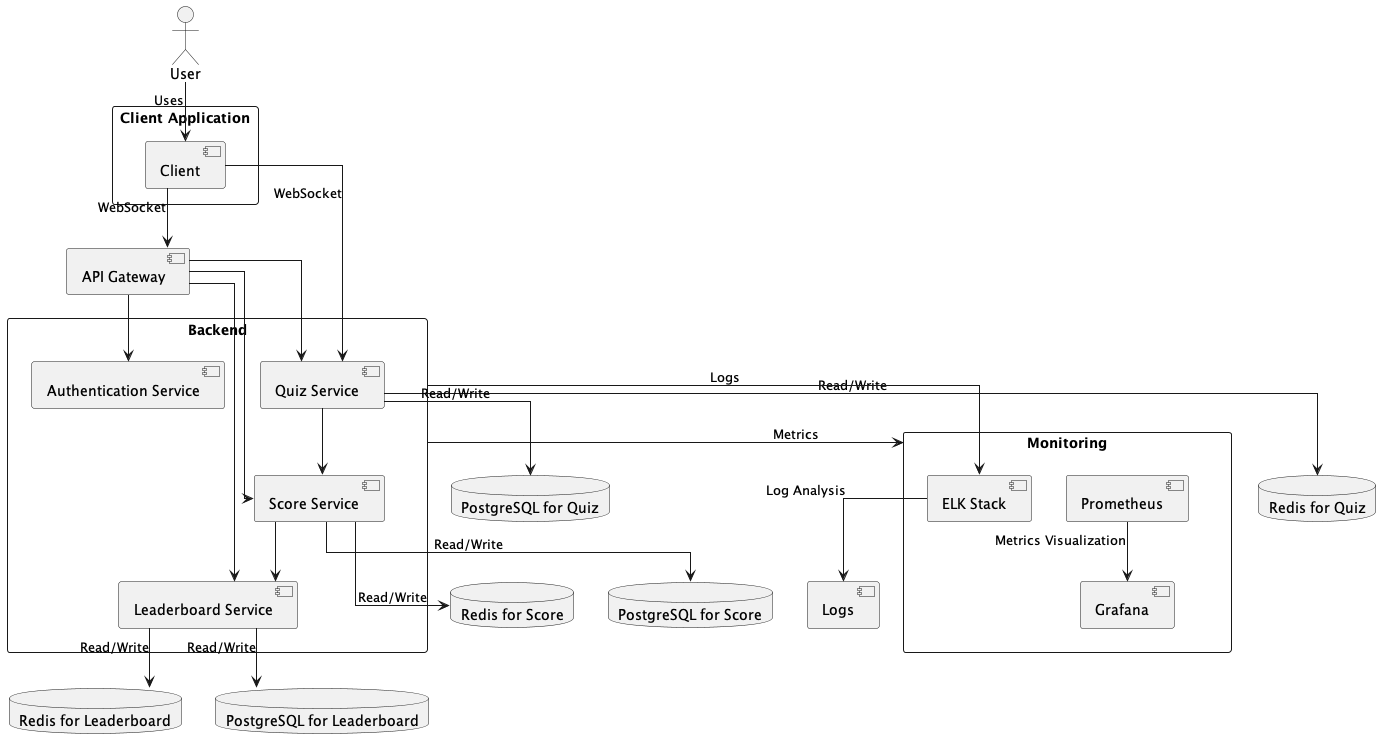 User
Uses
Client Application
Client
WebSocket
WebSocket
API Gateway
Backend
Authentication Service
Quiz Service
Logs
Read/Write
Read/Write
Metrics
Monitoring
Score Service
PostgreSQL for Quiz
Log Analysis
ELK Stack
Prometheus
Redis for Quiz
Read/Write
Metrics Visualization
Leaderboard Service
Read/Write
Redis for Score
PostgreSQL for Score
Logs
Grafana
Read/Write
Read/Write
Redis for Leaderboard
PostgreSQL for Leaderboard